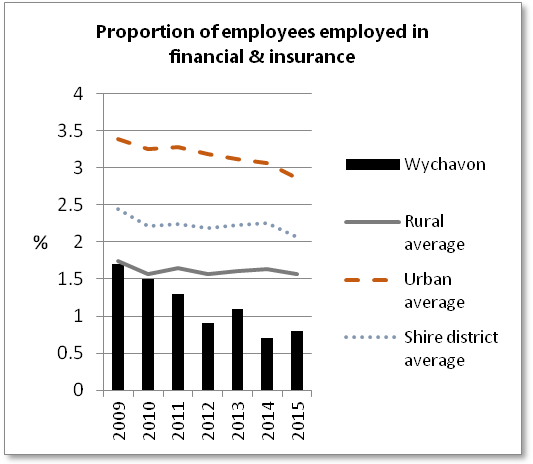 Proportion of employees employed in
financial & insurance
4
3.5
3
2.5
2
1.5
1
0.5
0
%
2009
2010
2011
2012
2013
2014
2015
Wychavon
Rural
average
Urban
average
Shire district
average